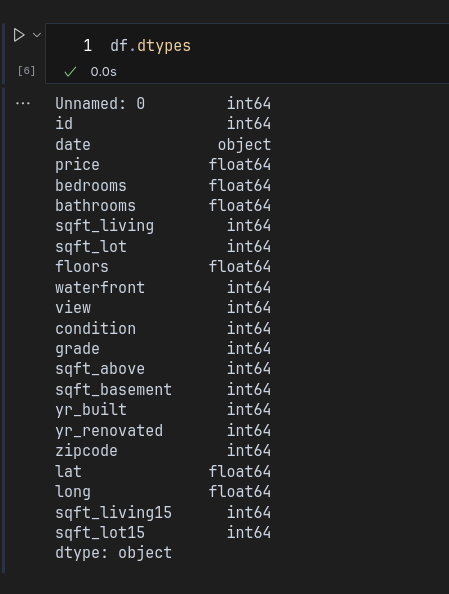 1 df.dtypes
[6] 0.0s
... Unnamed: 0 int64
id int64
date object
price float64
bedrooms float64
bathrooms float64
sqft_living int64
sqft_lot int64
floors float64
waterfront int64
view int64
condition int64
grade int64
sqft_above int64
sqft_basement int64
yr_built int64
yr_renovated int64
zipcode int64
lat float64
long float64
sqft_living15 int64
sqft_lot15 int64
dtype: object